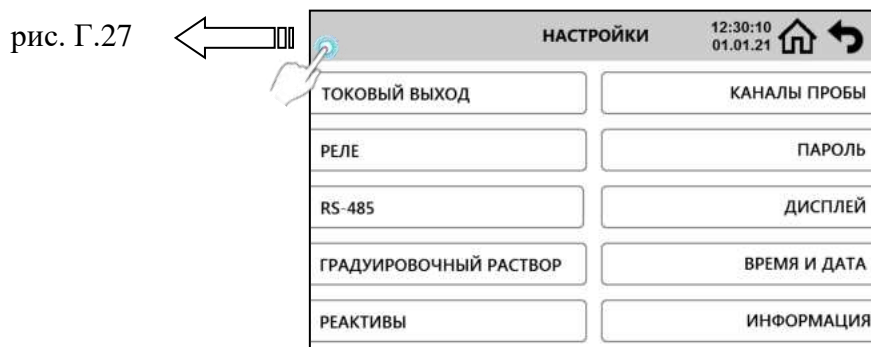 рис. Г.27
НАСТРОЙКИ
12:30:10
01.01.21
ТОКОВЫЙ ВЫХОД
КАНАЛЫ ПРОБЫ
РЕЛЕ
ПАРОЛЬ
RS-485
ДИСПЛЕЙ
ГРАДУИРОВОЧНЫЙ РАСТВОР
ВРЕМЯ И ДАТА
РЕАКТИВЫ
ИНФОРМАЦИЯ